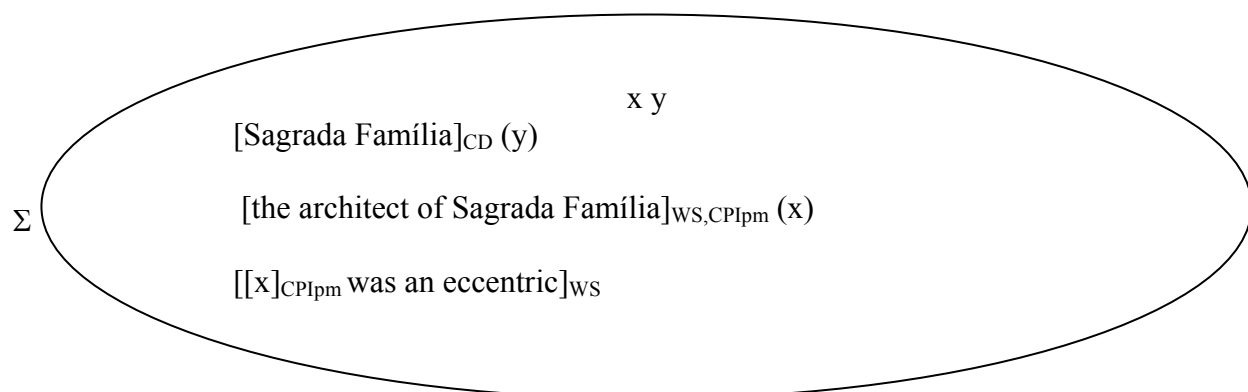 x y
[Sagrada Família]CD (y)
[the architect of Sagrada Família]WS,CPIpm (x)
Σ
[[x]CPIpm was an eccentric]WS